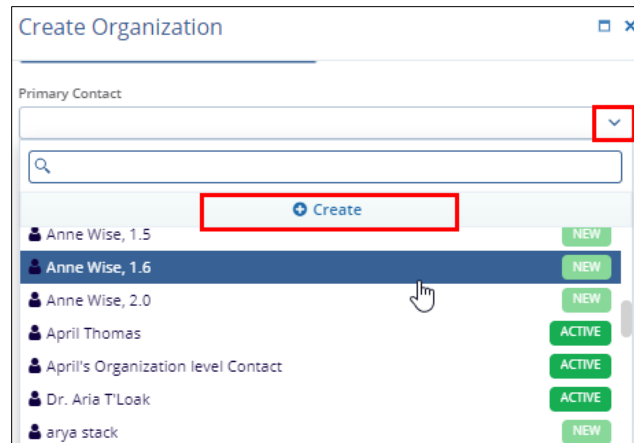 Create Organization
Primary Contact
Create
Anne Wise, 1.5 NEW
Anne Wise, 1.6 NEW
Anne Wise, 2.0 NEW
April Thomas ACTIVE
April's Organization level Contact ACTIVE
Dr. Aria T'Loak ACTIVE
arya stack NEW